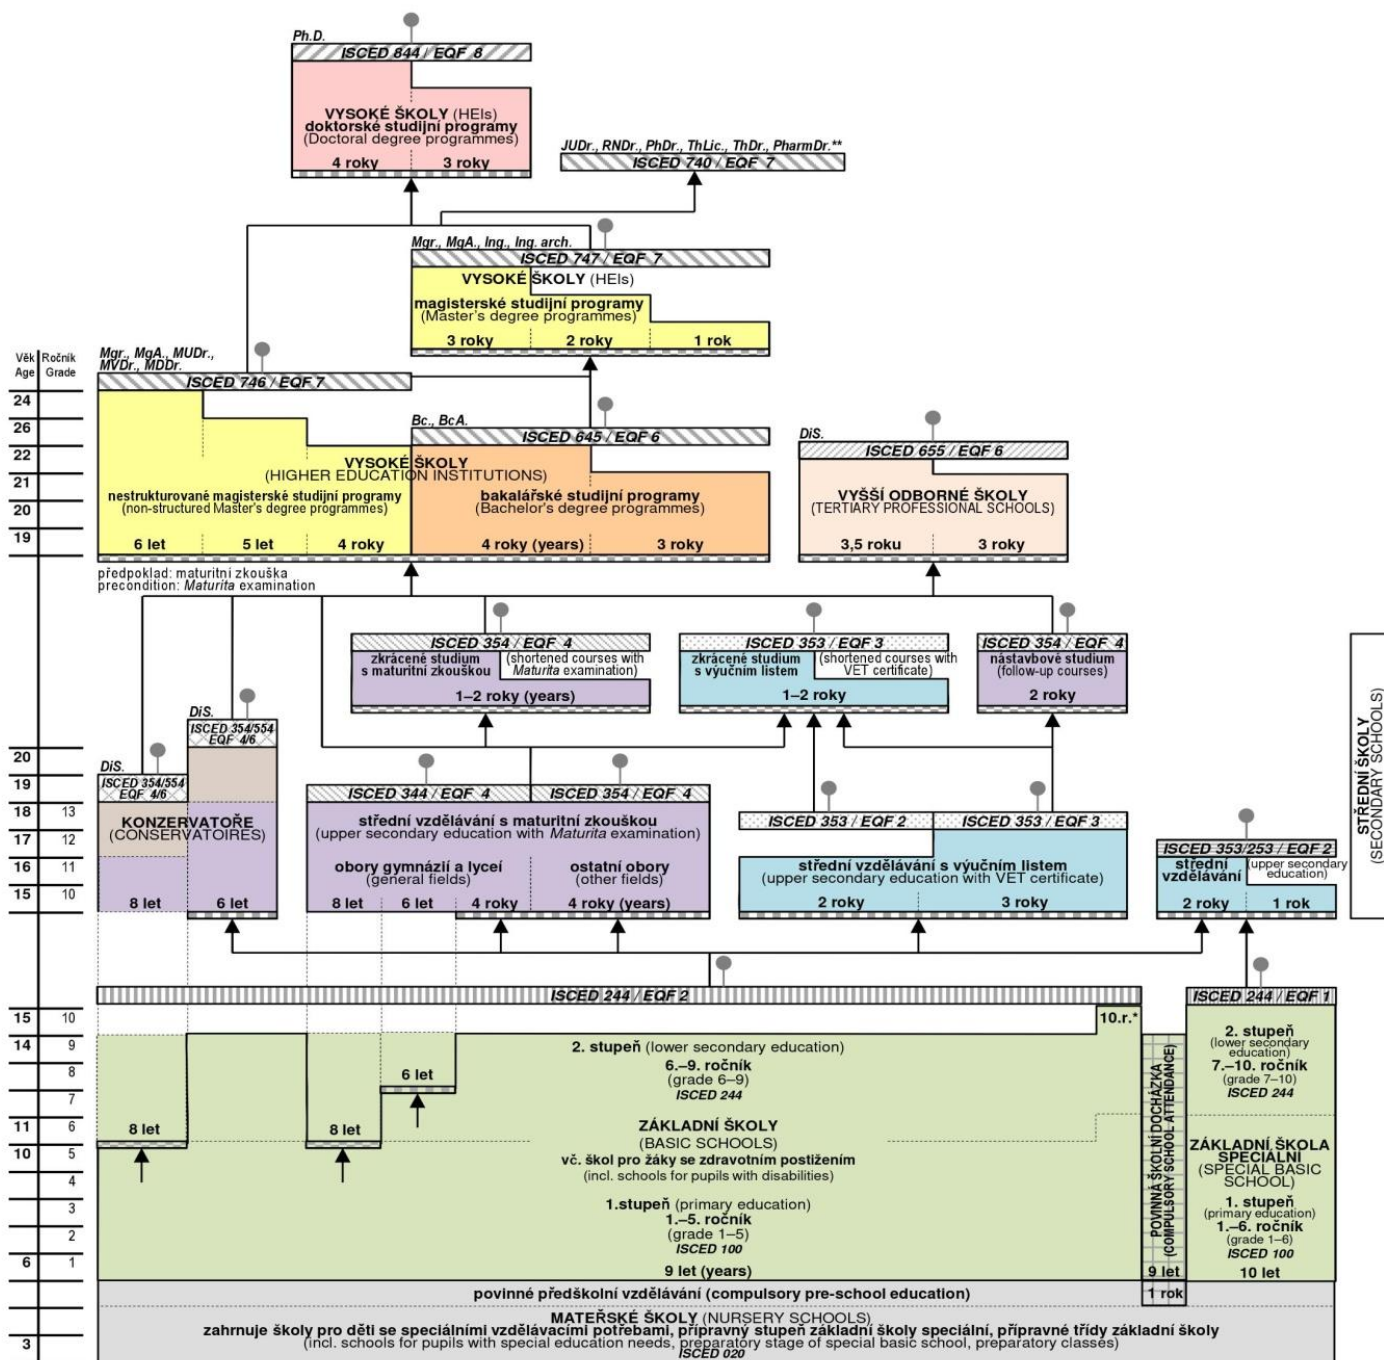 Ph.D.
ISCED 844 / EQF 8
VYSOKÉ ŠKOLY (HEIs)
doktorské studijní programy
(Doctoral degree programmes)
4 roky
3 roky
JUDr., RNDr., PhDr., ThLic., ThDr., PharmDr.**
ISCED 740 / EQF 7
Mgr., MgA., Ing., Ing. arch.
ISCED 747 / EQF 7
VYSOKÉ ŠKOLY (HEIs)
magisterské studijní programy
(Master's degree programmes)
3 roky
2 roky
1 rok
Věk
Age
Ročník
Grade
Mgr., MgA., MUDr.,
MVDr., MDDr.
ISCED 746 / EQF 7
24
26
22
21
20
19
Bc., BcA.
ISCED 645 / EQF 6
DiS.
ISCED 655 / EQF 6
VYSOKÉ ŠKOLY
(HIGHER EDUCATION INSTITUTIONS)
nestrukturované magisterské studijní programy
(non-structured Master's degree programmes)
6 let
5 let
4 roky
bakalářské studijní programy
(Bachelor's degree programmes)
4 roky (years)
3 roky
VYŠŠÍ ODBORNÉ ŠKOLY
(TERTIARY PROFESSIONAL SCHOOLS)
3,5 roku
3 roky
předpoklad: maturitní zkouška
precondition: Maturita examination
ISCED 354 / EQF 4
zkrácené studium
s maturitní zkouškou
(shortened courses with
Maturita examination)
1–2 roky (years)
ISCED 353 / EQF 3
zkrácené studium
s výučním listem
(shortened courses with
VET certificate)
1–2 roky
ISCED 354 / EQF 4
nástavbové studium
(follow-up courses)
2 roky
STŘEDNÍ ŠKOLY
(SECONDARY SCHOOLS)
DiS.
ISCED 354/554
EQF 4/6
DiS.
ISCED 354/554
EQF 4/6
20
19
18 13
17 12
16 11
15 10
KONZERVATOŘE
(CONSERVATOIRES)
8 let
6 let
ISCED 344 / EQF 4
ISCED 354 / EQF 4
střední vzdělávání s maturitní zkouškou
(upper secondary education with Maturita examination)
obory gymnázií a lyceí
(general fields)
8 let
6 let
4 roky
ostatní obory
(other fields)
4 roky (years)
ISCED 353 / EQF 2
ISCED 353 / EQF 3
střední vzdělávání s výučním listem
(upper secondary education with VET certificate)
2 roky
3 roky
ISCED 353/253 / EQF 2
střední
vzdělávání
(upper secondary
education)
2 roky
1 rok
ISCED 244 / EQF 2
ISCED 244 / EQF 1
15 10
14 9
8
7
11 6
10 5
4
3
2
6 1
10.r.*
8 let
8 let
6 let
2. stupeň (lower secondary education)
6.–9. ročník
(grade 6–9)
ISCED 244
ZÁKLADNÍ ŠKOLY
(BASIC SCHOOLS)
vč. škol pro žáky se zdravotním postižením
(incl. schools for pupils with disabilities)
1.stupeň (primary education)
1.–5. ročník
(grade 1–5)
ISCED 100
9 let (years)
POVINNÁ ŠKOLNÍ DOCHÁZKA
(COMPULSORY SCHOOL ATTENDANCE)
9 let
1 rok
2. stupeň
(lower secondary
education)
7.–10. ročník
(grade 7–10)
ISCED 244
ZÁKLADNÍ ŠKOLA
SPECIÁLNÍ
(SPECIAL BASIC
SCHOOL)
1. stupeň
(primary education)
1.–6. ročník
(grade 1–6)
ISCED 100
10 let
povinné předškolní vzdělávání (compulsory pre-school education)
MATEŘSKÉ ŠKOLY (NURSERY SCHOOLS)
zahrnuje školy pro děti se speciálními vzdělávacími potřebami, přípravný stupeň základní školy speciální, přípravné třídy základní školy
(incl. schools for pupils with special education needs, preparatory stage of special basic school, preparatory classes)
ISCED 020
3